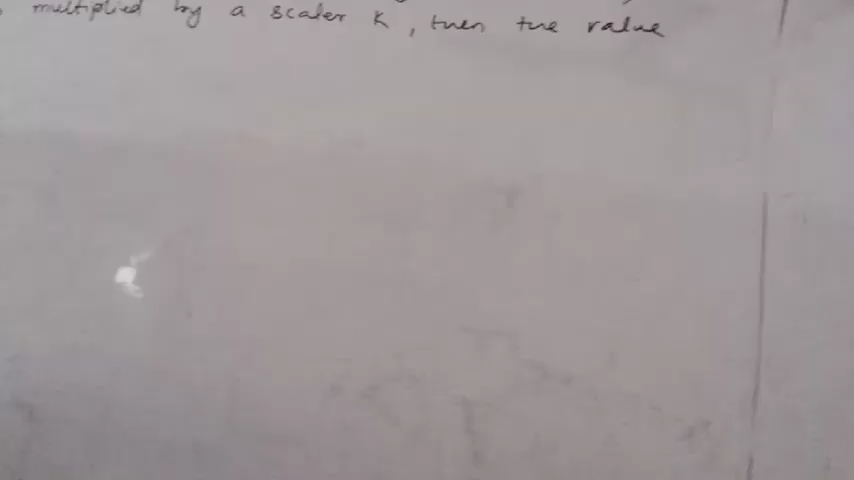 multiplied by a scaler K, then the value